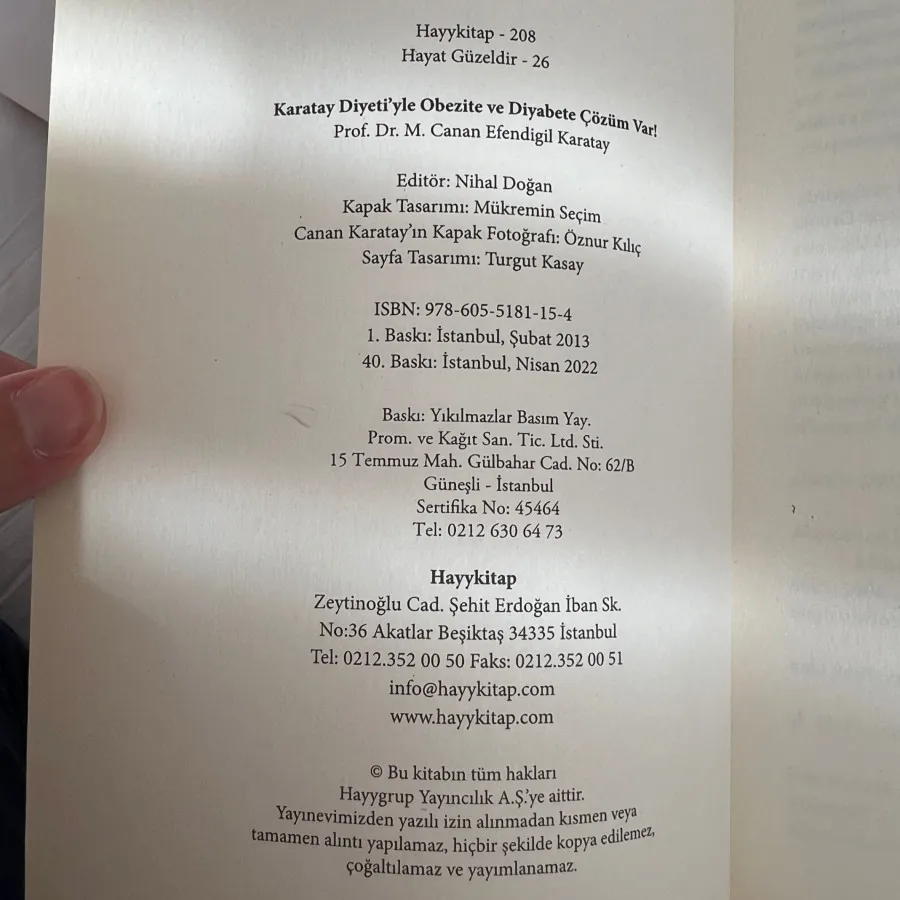 Hayykitap - 208
Hayat Güzeldir - 26
Karatay Diyeti'yle Obezite ve Diyabete Çözüm Var!
Prof. Dr. M. Canan Efendigil Karatay
Editör: Nihal Doğan
Kapak Tasarımı: Mükremin Seçim
Canan Karatay'ın Kapak Fotoğrafı: Öznur Kılıç
Sayfa Tasarımı: Turgut Kasay
ISBN: 978-605-5181-15-4
1. Baskı: İstanbul, Şubat 2013
40. Baskı: İstanbul, Nisan 2022
Baskı: Yıkılmazlar Basım Yay.
Prom. ve Kağıt San. Tic. Ltd. Sti.
15 Temmuz Mah. Gülbahar Cad. No: 62/B
Güneşli - İstanbul
Sertifika No: 45464
Tel: 0212 630 64 73
Hayykitap
Zeytinoğlu Cad. Şehit Erdoğan İban Sk.
No:36 Akatlar Beşiktaş 34335 İstanbul
Tel: 0212.352 00 50 Faks: 0212.352 00 51
info@hayykitap.com
www.hayykitap.com
© Bu kitabın tüm hakları
Hayygrup Yayıncılık A.Ş.'ye aittir.
Yayınevimizden yazılı izin alınmadan kısmen veya
tamamen alıntı yapılamaz, hiçbir şekilde kopya edilemez,
çoğaltılamaz ve yayımlanamaz.